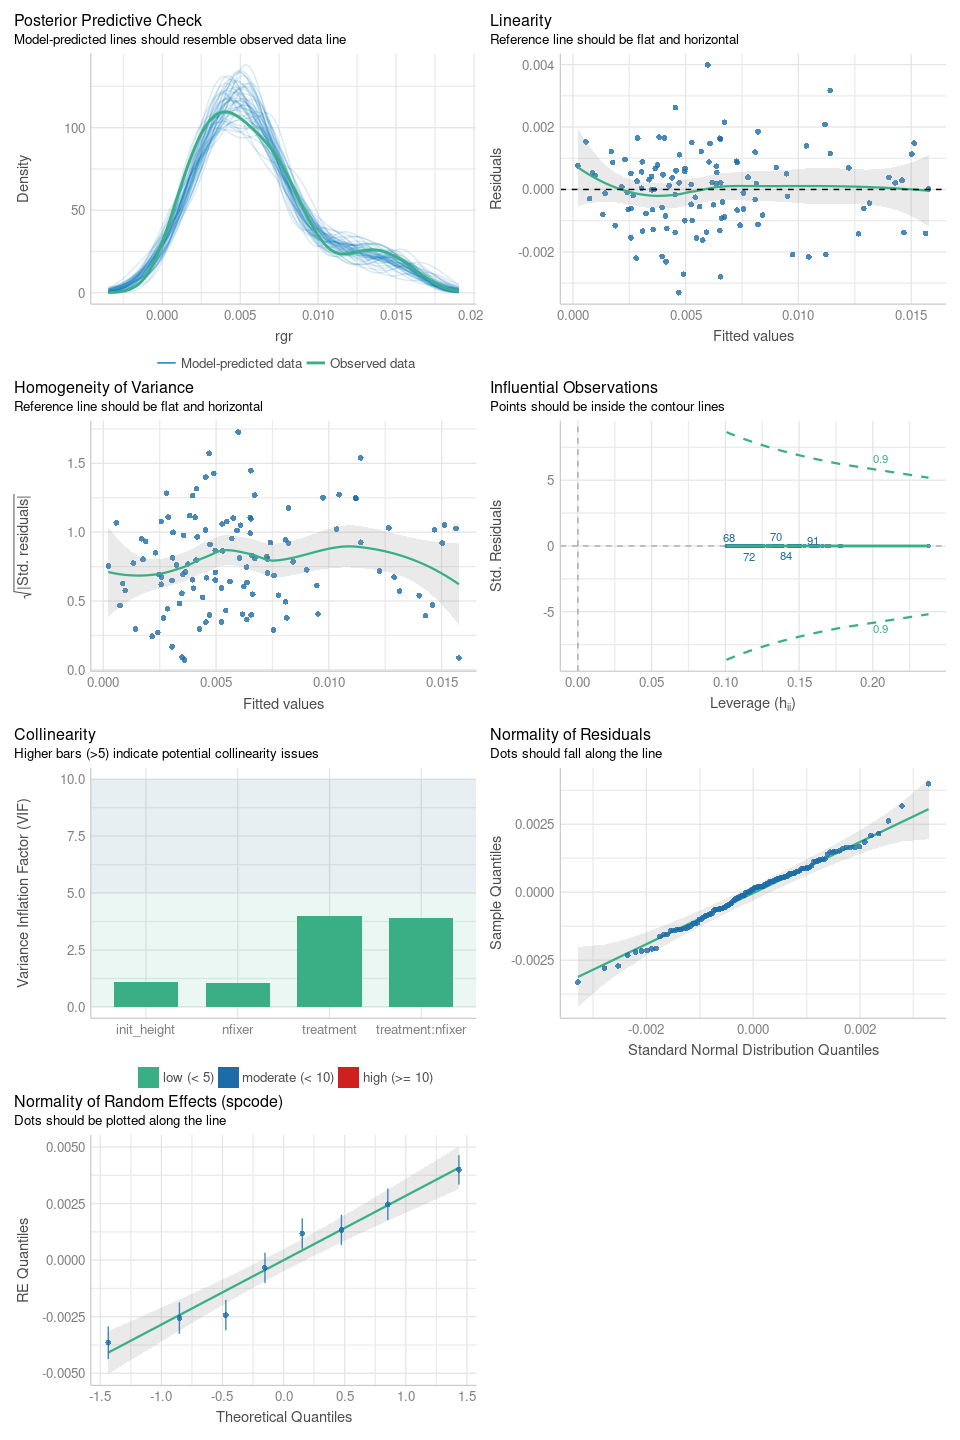 Posterior Predictive Check
Model-predicted lines should resemble observed data line
Density
100
50
0
0.000 0.005 0.010 0.015 0.02
rgr
Model-predicted data Observed data
Linearity
Reference line should be flat and horizontal
Residuals
0.004
0.002
0.000
-0.002
0.000 0.005 0.010 0.015
Fitted values
Homogeneity of Variance
Reference line should be flat and horizontal
√|Std. residuals|
1.5
1.0
0.5
0.0
0.000 0.005 0.010 0.015
Fitted values
Influential Observations
Points should be inside the contour lines
Std. Residuals
5
0
-5
0.9
68 70 91
72 84
0.9
0.00 0.05 0.10 0.15 0.20
Leverage (hii)
Collinearity
Higher bars (>5) indicate potential collinearity issues
Variance Inflation Factor (VIF)
10.0
7.5
5.0
2.5
0.0
init_height nfixer treatment treatment:nfixer
low (< 5) moderate (< 10) high (>= 10)
Normality of Residuals
Dots should fall along the line
Sample Quantiles
0.0025
0.0000
-0.0025
-0.002 0.000 0.002
Standard Normal Distribution Quantiles
Normality of Random Effects (spcode)
Dots should be plotted along the line
RE Quantiles
0.0050
0.0025
0.0000
-0.0025
-0.0050
-1.5 -1.0 -0.5 0.0 0.5 1.0 1.5
Theoretical Quantiles